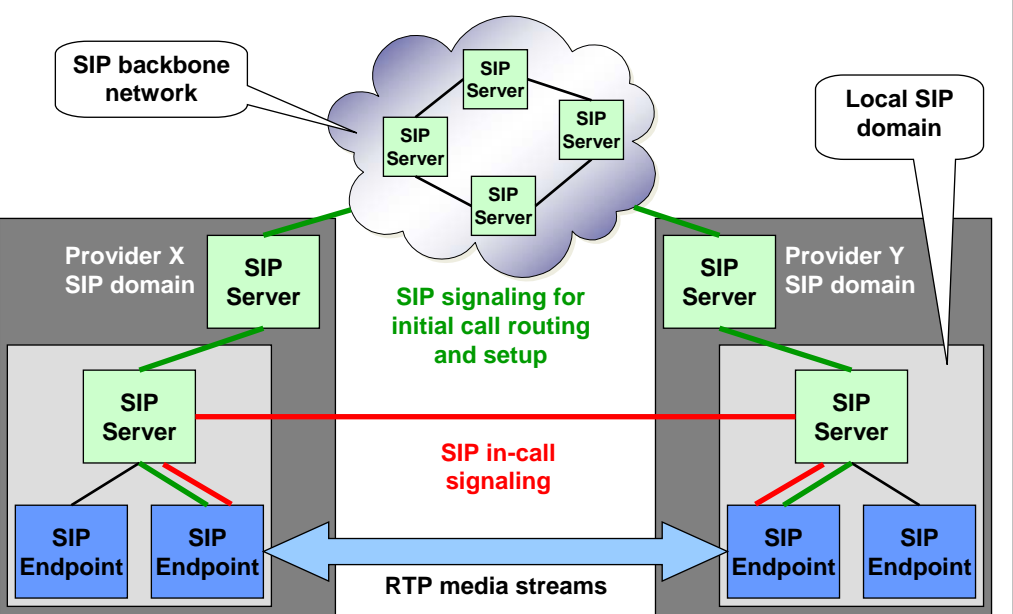 SIP backbone
network
SIP
Server
SIP
Server
SIP
Server
SIP
Server
Local SIP
domain
Provider X
SIP domain
SIP
Server
SIP signaling for
initial call routing
and setup
SIP
Server
Provider Y
SIP domain
SIP
Server
SIP
Server
SIP in-call
signaling
SIP
Endpoint
SIP
Endpoint
SIP
Endpoint
SIP
Endpoint
RTP media streams